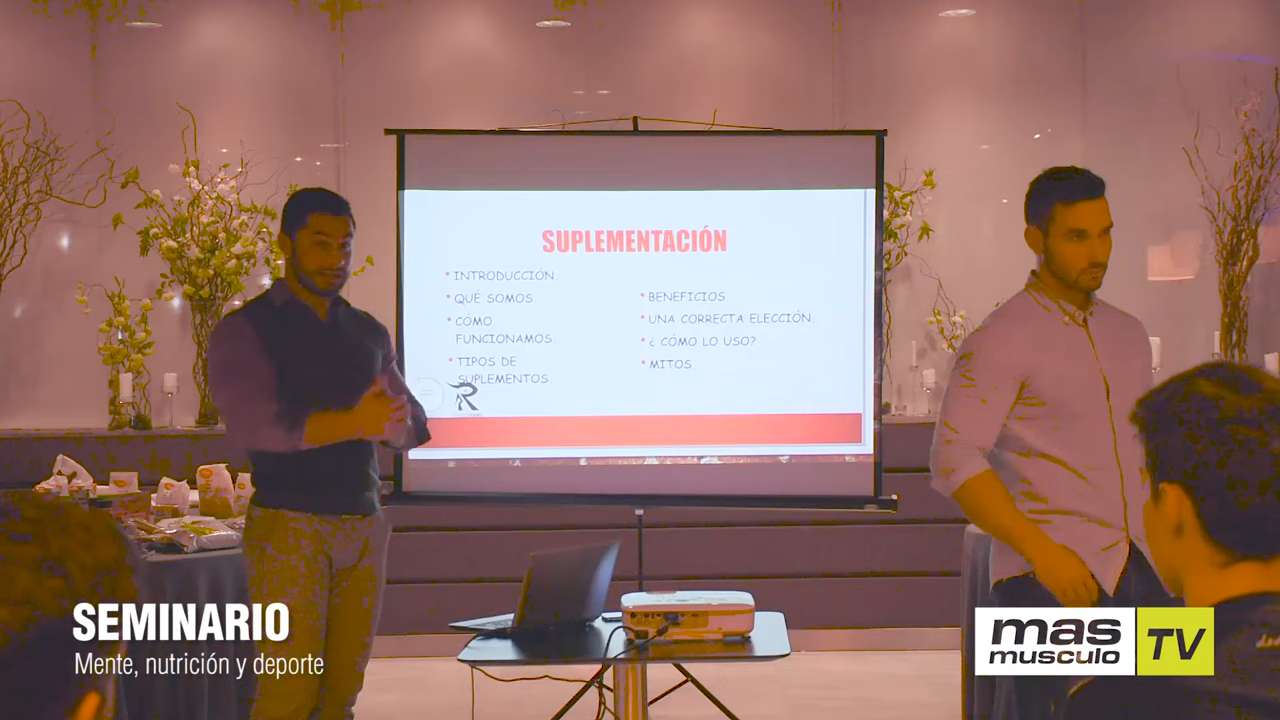 SUPLEMENTACIÓN
• INTRODUCCIÓN.
• QUÉ SOMOS
• CÓMO
FUNCIONAMOS.
• TIPOS DE
SUPLEMENTOS.
• BENEFICIOS.
• UNA CORRECTA ELECCIÓN.
• ¿ CÓMO LO USO?
• MITOS.
SEMINARIO
Mente, nutrición y deporte
mas
musculo
TV